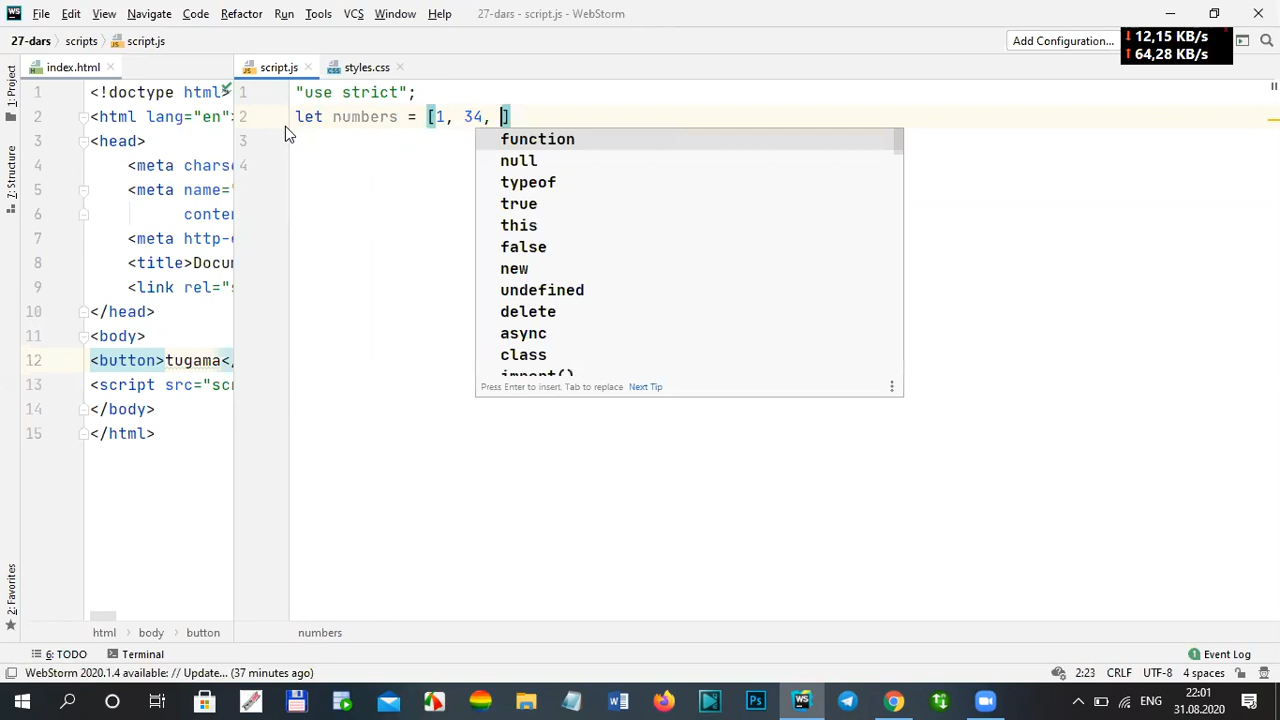 WS File Edit View Navigate Code Refactor Run Tools VCS Window Help 27-dars - script.js - WebStorm
27-dars scripts script.js Add Configuration...
12,15 KB/s
64,28 KB/s
index.html script.js styles.css
1: Project
7: Structure
2: Favorites
1 <!doctype html>
2 <html lang="en">
3 <head>
4 <meta charse
5 <meta name="
6 conten
7 <meta http-e
8 <title>Docum
9 <link rel="s
10 </head>
11 <body>
12 <button>tugama<
13 <script src="scr
14 </body>
15 </html>
1 "use strict";
2 let numbers = [1, 34, ]
3
4
function
null
typeof
true
this
false
new
undefined
delete
async
class
import()
Press Enter to insert, Tab to replace Next Tip
html body button numbers
6: TODO Terminal 1 Event Log
WebStorm 2020.1.4 available: // Update... (37 minutes ago) 2:23 CRLF UTF-8 4 spaces
ENG 22:01
31.08.2020